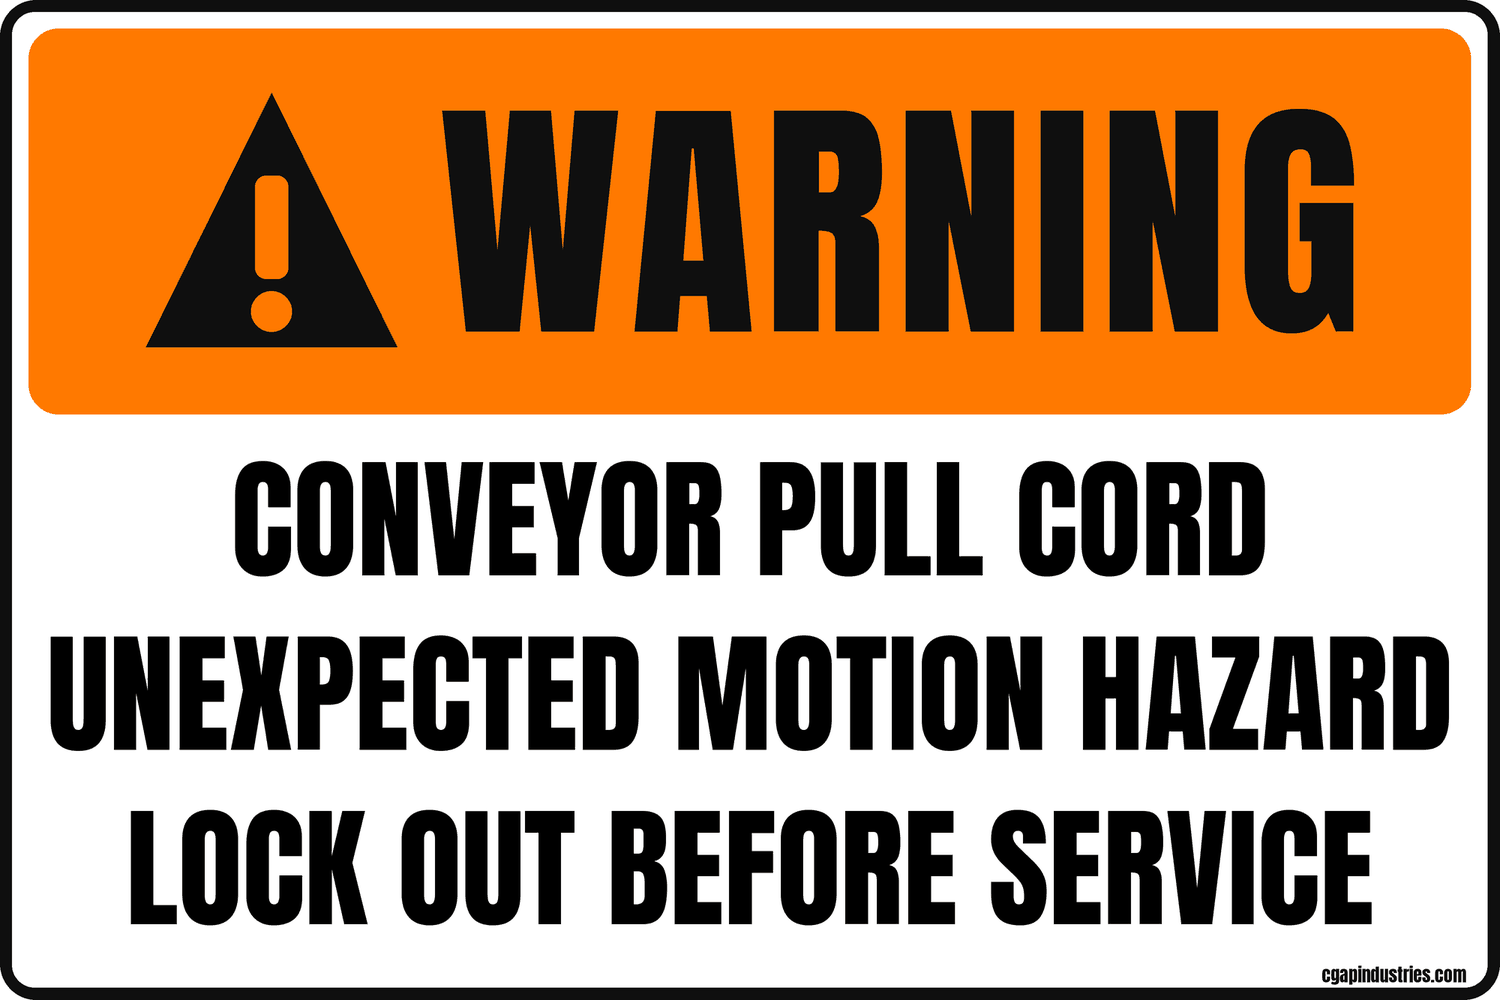 WARNING
CONVEYOR PULL CORD
UNEXPECTED MOTION HAZARD
LOCK OUT BEFORE SERVICE
cgapindustries.com